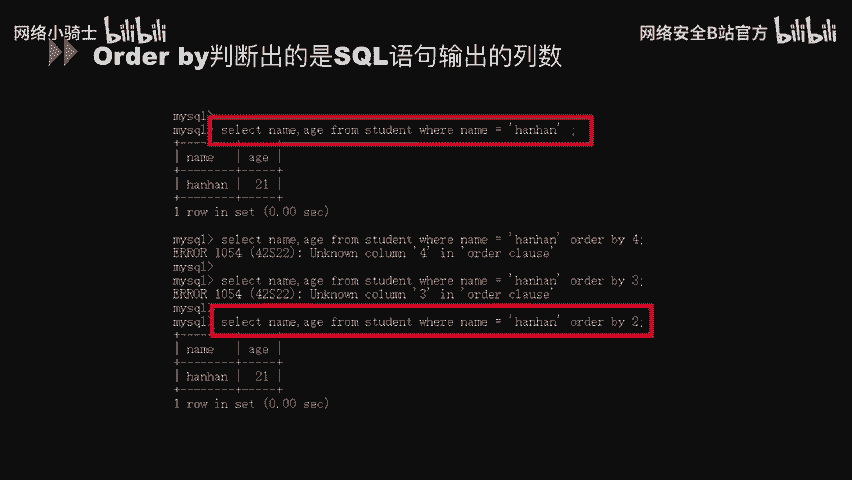 网络小骑士 bilibili
网络安全B站官方 bilibili
Order by判断出的是SQL语句输出的列数
mysql>
mysql> select name,age from student where name = 'hanhan' ;
+--------+-----+
| name | age |
+--------+-----+
| hanhan | 21 |
+--------+-----+
1 row in set (0.00 sec)
mysql> select name,age from student where name = 'hanhan' order by 4;
ERROR 1054 (42S22): Unknown column '4' in 'order clause'
mysql>
mysql> select name,age from student where name = 'hanhan' order by 3;
ERROR 1054 (42S22): Unknown column '3' in 'order clause'
mysql>
mysql> select name,age from student where name = 'hanhan' order by 2;
+--------+-----+
| name | age |
+--------+-----+
| hanhan | 21 |
+--------+-----+
1 row in set (0.00 sec)